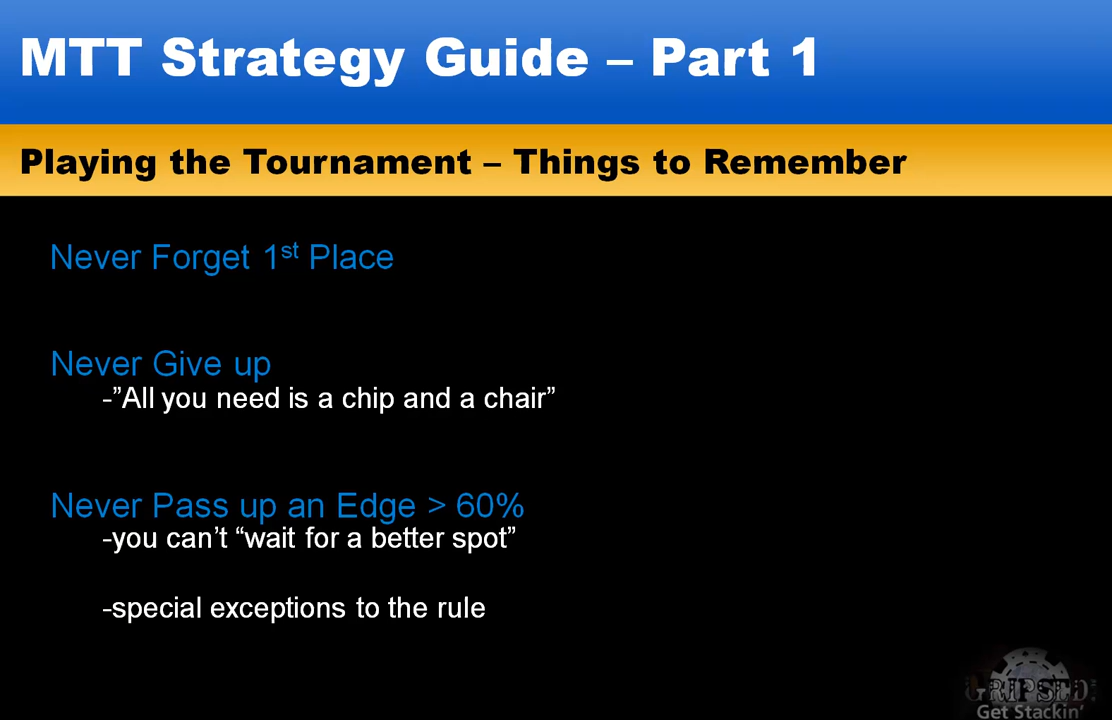 MTT Strategy Guide – Part 1
Playing the Tournament – Things to Remember
Never Forget 1st Place
Never Give up
-”All you need is a chip and a chair”
Never Pass up an Edge > 60%
-you can’t “wait for a better spot”
-special exceptions to the rule
GRIPSED
Get Stackin’